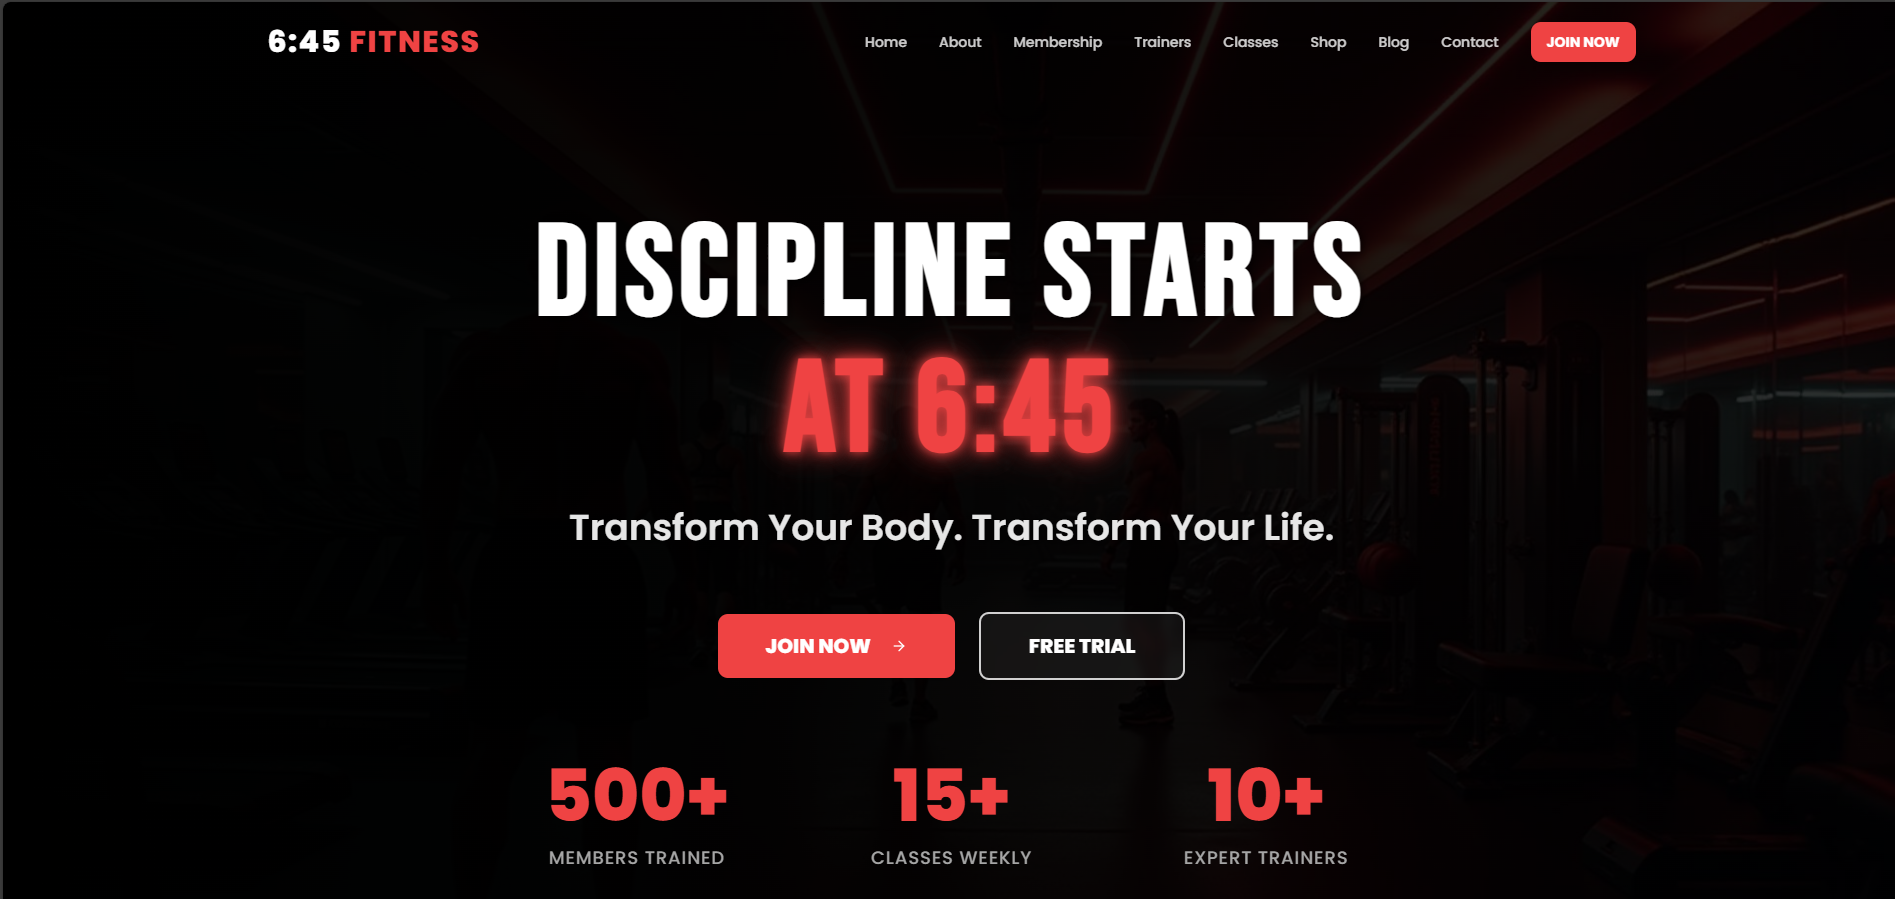 6:45 FITNESS
Home About Membership Trainers Classes Shop Blog Contact JOIN NOW
DISCIPLINE STARTS
AT 6:45
Transform Your Body. Transform Your Life.
JOIN NOW → FREE TRIAL
500+ 15+ 10+
MEMBERS TRAINED CLASSES WEEKLY EXPERT TRAINERS